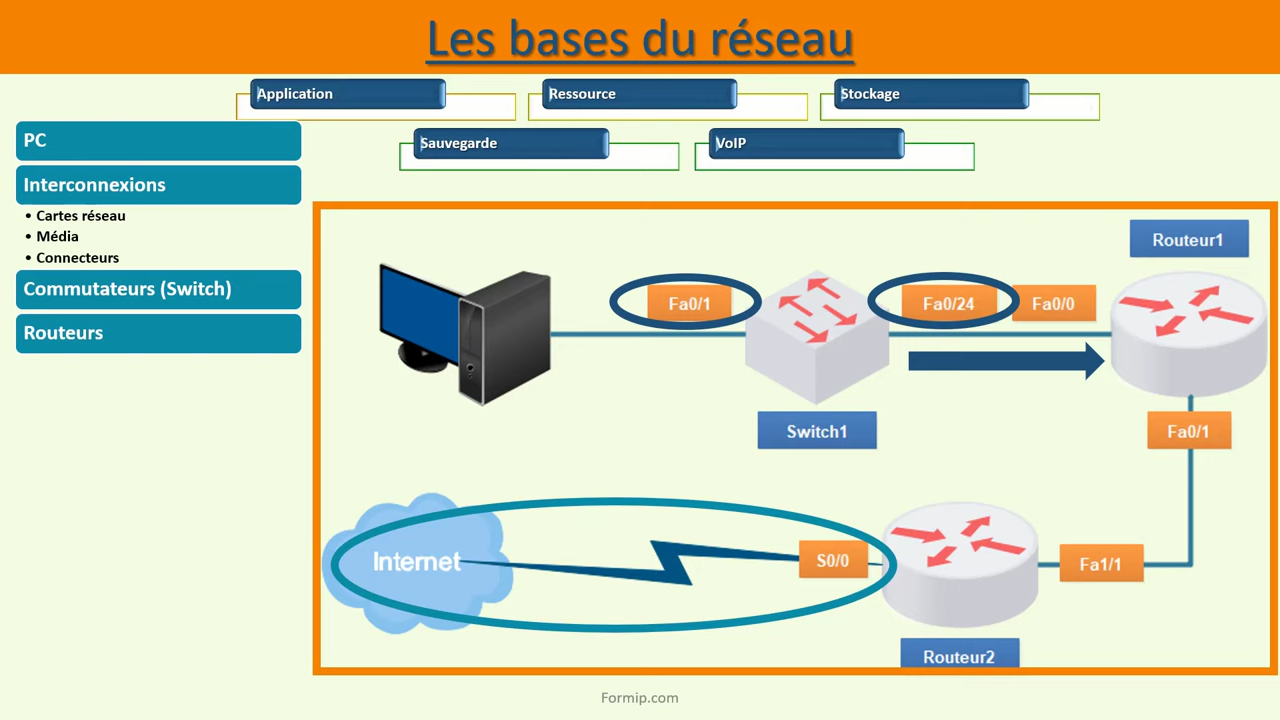 Les bases du réseau
Application
Ressource
Stockage
Sauvegarde
VoIP
PC
Interconnexions
• Cartes réseau
• Média
• Connecteurs
Commutateurs (Switch)
Routeurs
Routeur1
Fa0/1
Fa0/24
Fa0/0
Switch1
Fa0/1
Internet
S0/0
Fa1/1
Routeur2
Formip.com